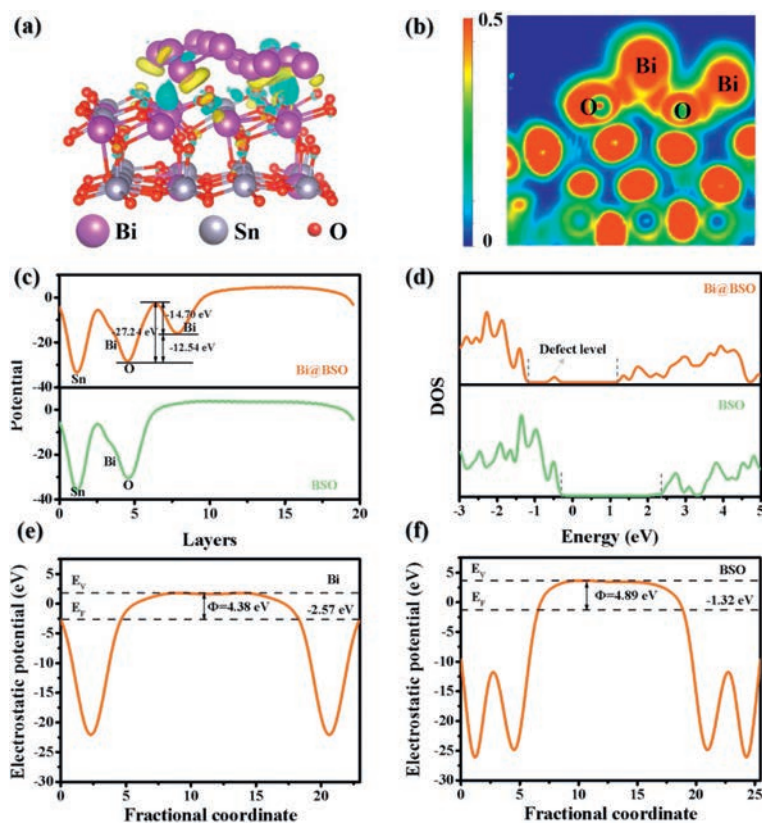 (a)
Bi Sn O
(b)
0.5
0
Bi
Bi
O
O
(c)
Potential
0
-20
-40
0
-20
-40
-14.70 eV
-27.24 eV
-12.54 eV
Bi
Bi
O
Sn
Bi@BSO
Bi
Sn
O
BSO
0 5 10 15 20
Layers
(d)
DOS
Bi@BSO
Defect level
BSO
-3 -2 -1 0 1 2 3 4 5
Energy (eV)
(e)
Electrostatic potential (eV)
5
0
-5
-10
-15
-20
-25
-30
E_V
Bi
E_F
Φ=4.38 eV
-2.57 eV
0 5 10 15 20
Fractional coordinate
(f)
Electrostatic potential (eV)
10
5
0
-5
-10
-15
-20
-25
-30
E_V
BSO
E_F
Φ=4.89 eV
-1.32 eV
0 5 10 15 20 25
Fractional coordinate